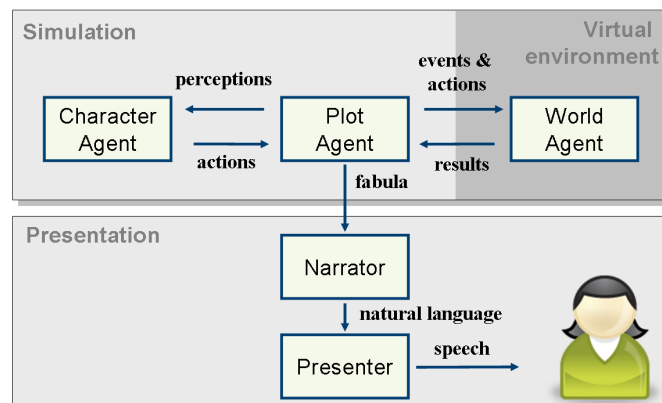 Simulation
Virtual
environment
perceptions
events &
actions
Character
Agent
Plot
Agent
World
Agent
actions
results
fabula
Presentation
Narrator
natural language
Presenter
speech